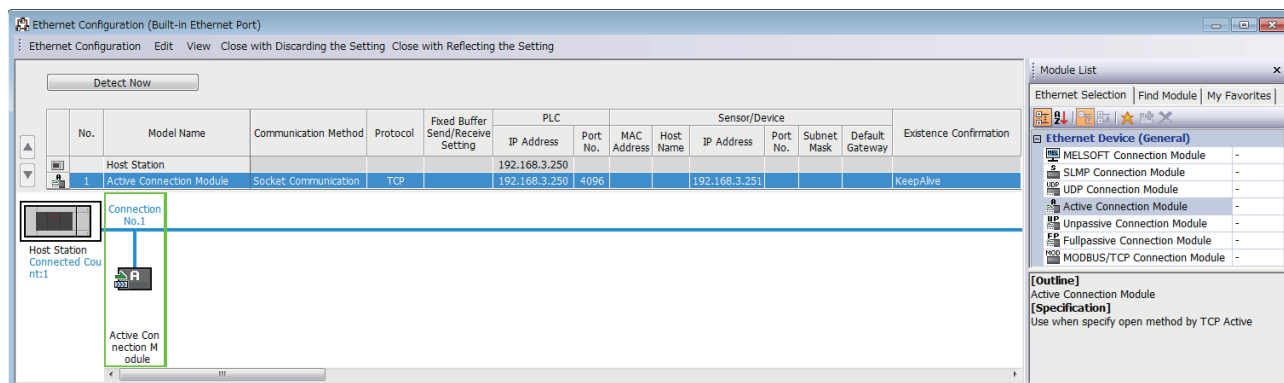 Ethernet Configuration (Built-in Ethernet Port)
Ethernet Configuration Edit View Close with Discarding the Setting Close with Reflecting the Setting
Detect Now
No. Model Name Communication Method Protocol Fixed Buffer Send/Receive Setting PLC Sensor/Device Existence Confirmation
IP Address Port No. MAC Address Host Name IP Address Port No. Subnet Mask Default Gateway
Host Station 192.168.3.250
1 Active Connection Module Socket Communication TCP 192.168.3.250 4096 192.168.3.251 KeepAlive
Connection
No.1
Host Station
Connected Cou
nt:1
A
Active Con
nection M
odule
Module List
Ethernet Selection Find Module My Favorites
Ethernet Device (General)
MELSOFT Connection Module -
SLMP Connection Module -
UDP Connection Module -
Active Connection Module -
Unpassive Connection Module -
Fullpassive Connection Module -
MODBUS/TCP Connection Module -
[Outline]
Active Connection Module
[Specification]
Use when specify open method by TCP Active